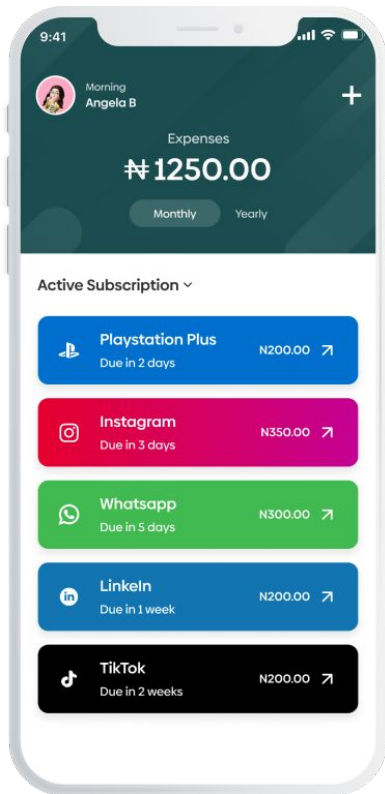 9:41
Morning
Angela B
Expenses
₦1250.00
Monthly Yearly
Active Subscription
Playstation Plus
Due in 2 days
N200.00
Instagram
Due in 3 days
N350.00
Whatsapp
Due in 5 days
N300.00
LinkeIn
Due in 1 week
N200.00
TikTok
Due in 2 weeks
N200.00